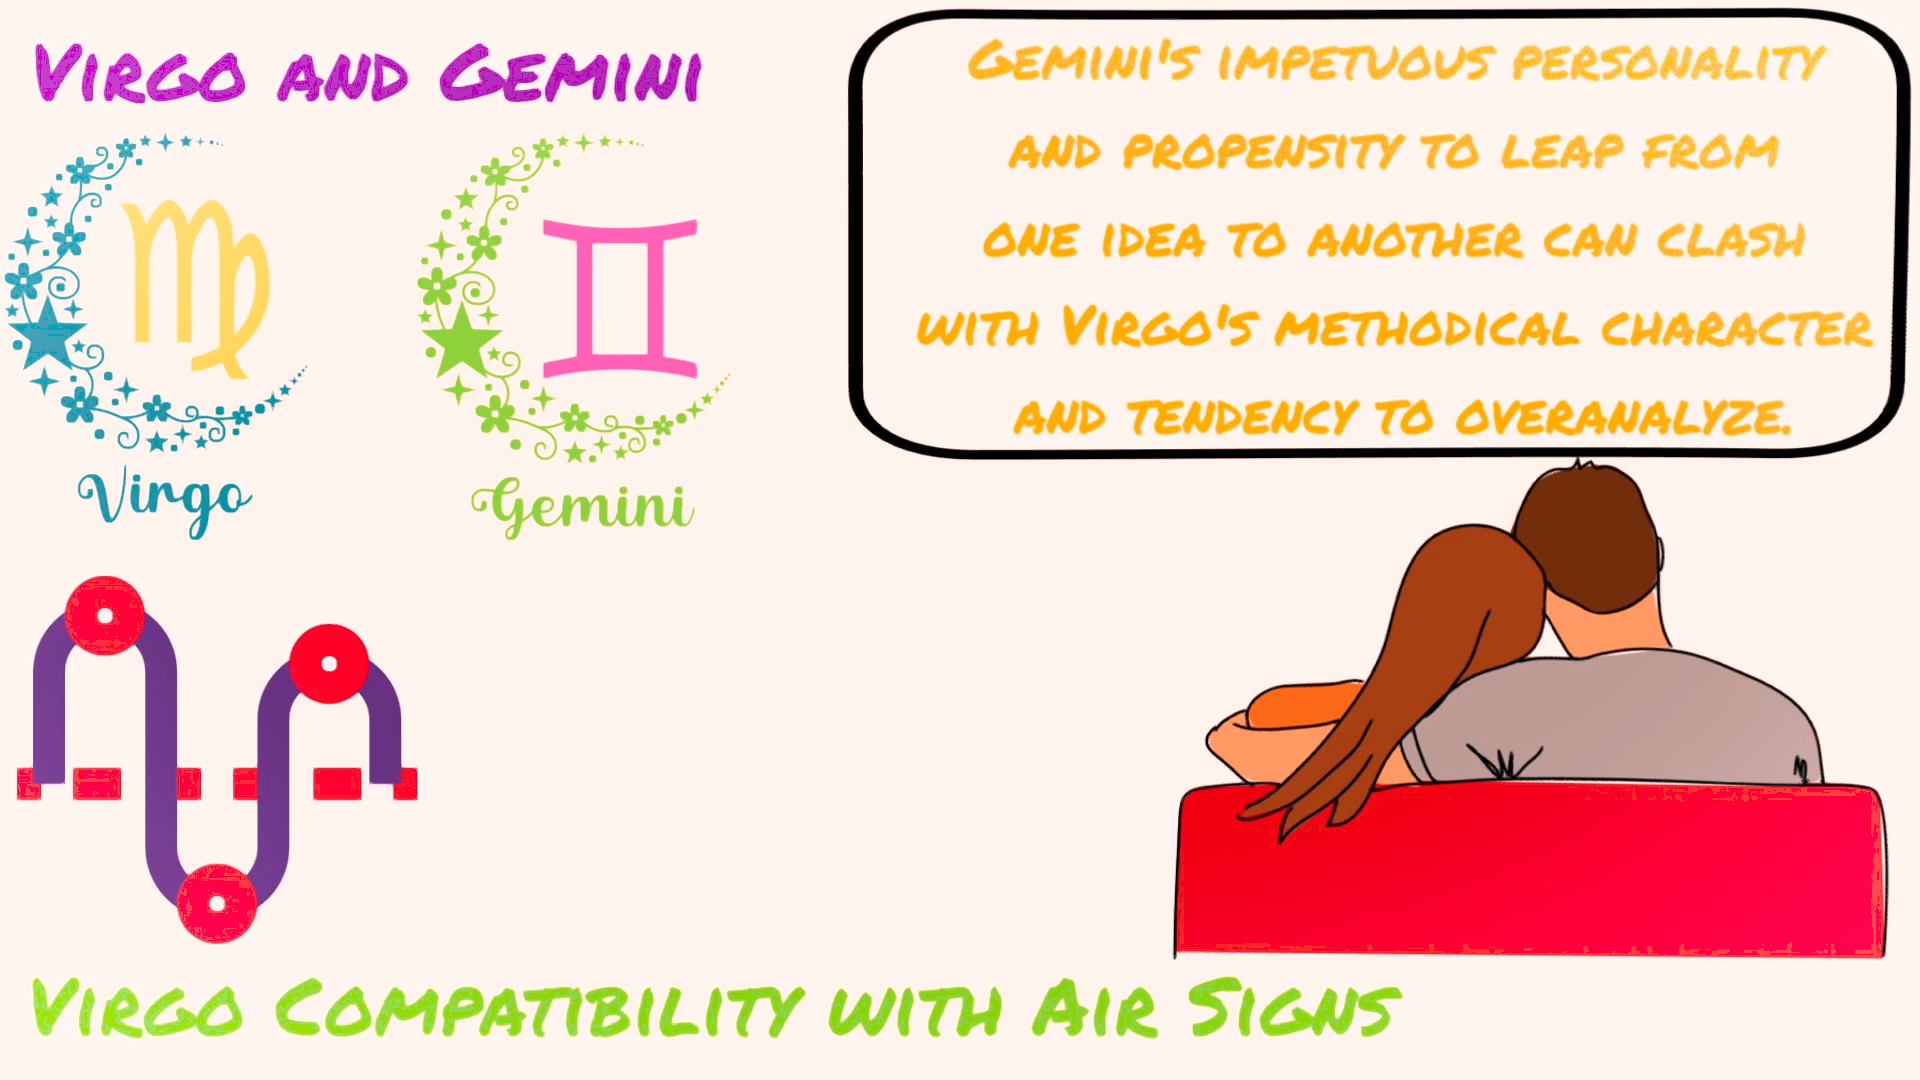 Virgo and Gemini
Gemini's impetuous personality
and propensity to leap from
one idea to another can clash
with Virgo's methodical character
and tendency to overanalyze.
Virgo
Gemini
Virgo Compatibility with Air Signs